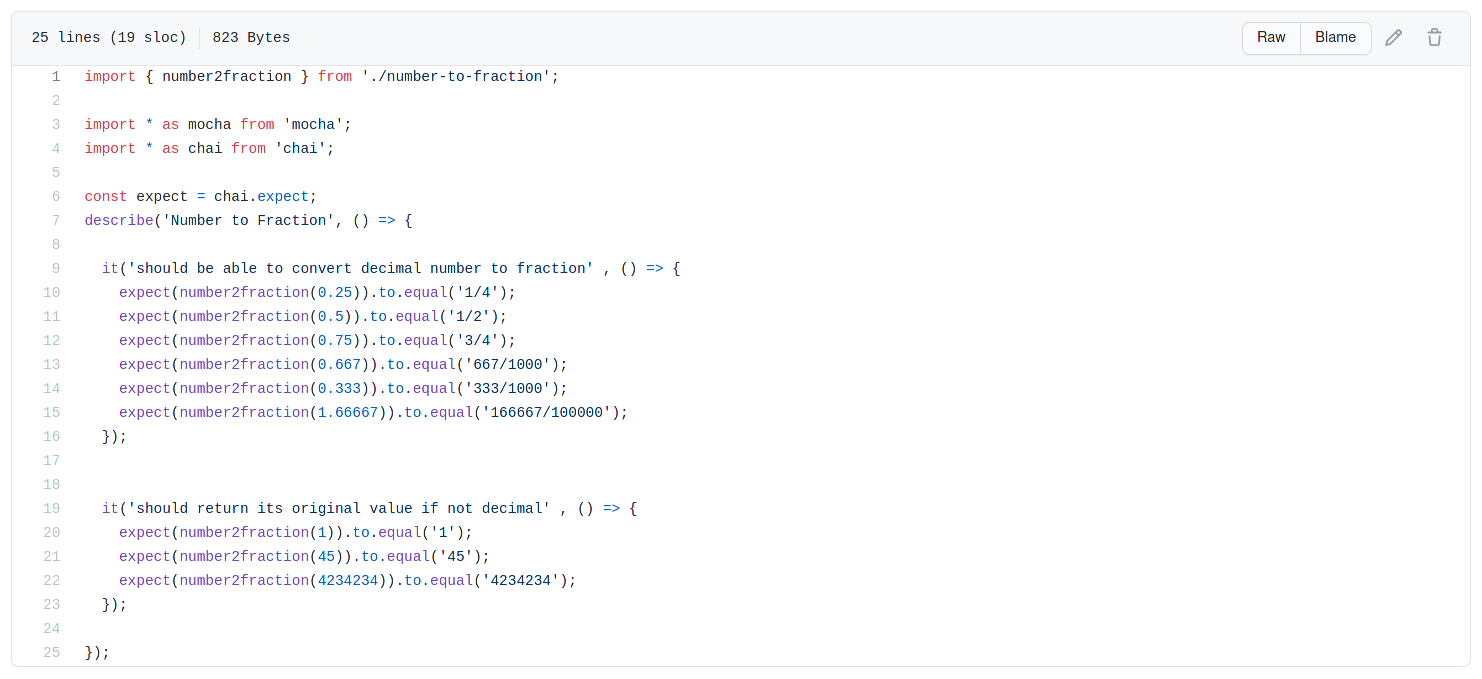 25 lines (19 sloc) 823 Bytes Raw Blame
1 import { number2fraction } from './number-to-fraction';
2
3 import * as mocha from 'mocha';
4 import * as chai from 'chai';
5
6 const expect = chai.expect;
7 describe('Number to Fraction', () => {
8
9   it('should be able to convert decimal number to fraction' , () => {
10     expect(number2fraction(0.25)).to.equal('1/4');
11     expect(number2fraction(0.5)).to.equal('1/2');
12     expect(number2fraction(0.75)).to.equal('3/4');
13     expect(number2fraction(0.667)).to.equal('667/1000');
14     expect(number2fraction(0.333)).to.equal('333/1000');
15     expect(number2fraction(1.66667)).to.equal('166667/100000');
16   });
17
18
19   it('should return its original value if not decimal' , () => {
20     expect(number2fraction(1)).to.equal('1');
21     expect(number2fraction(45)).to.equal('45');
22     expect(number2fraction(4234234)).to.equal('4234234');
23   });
24
25 });